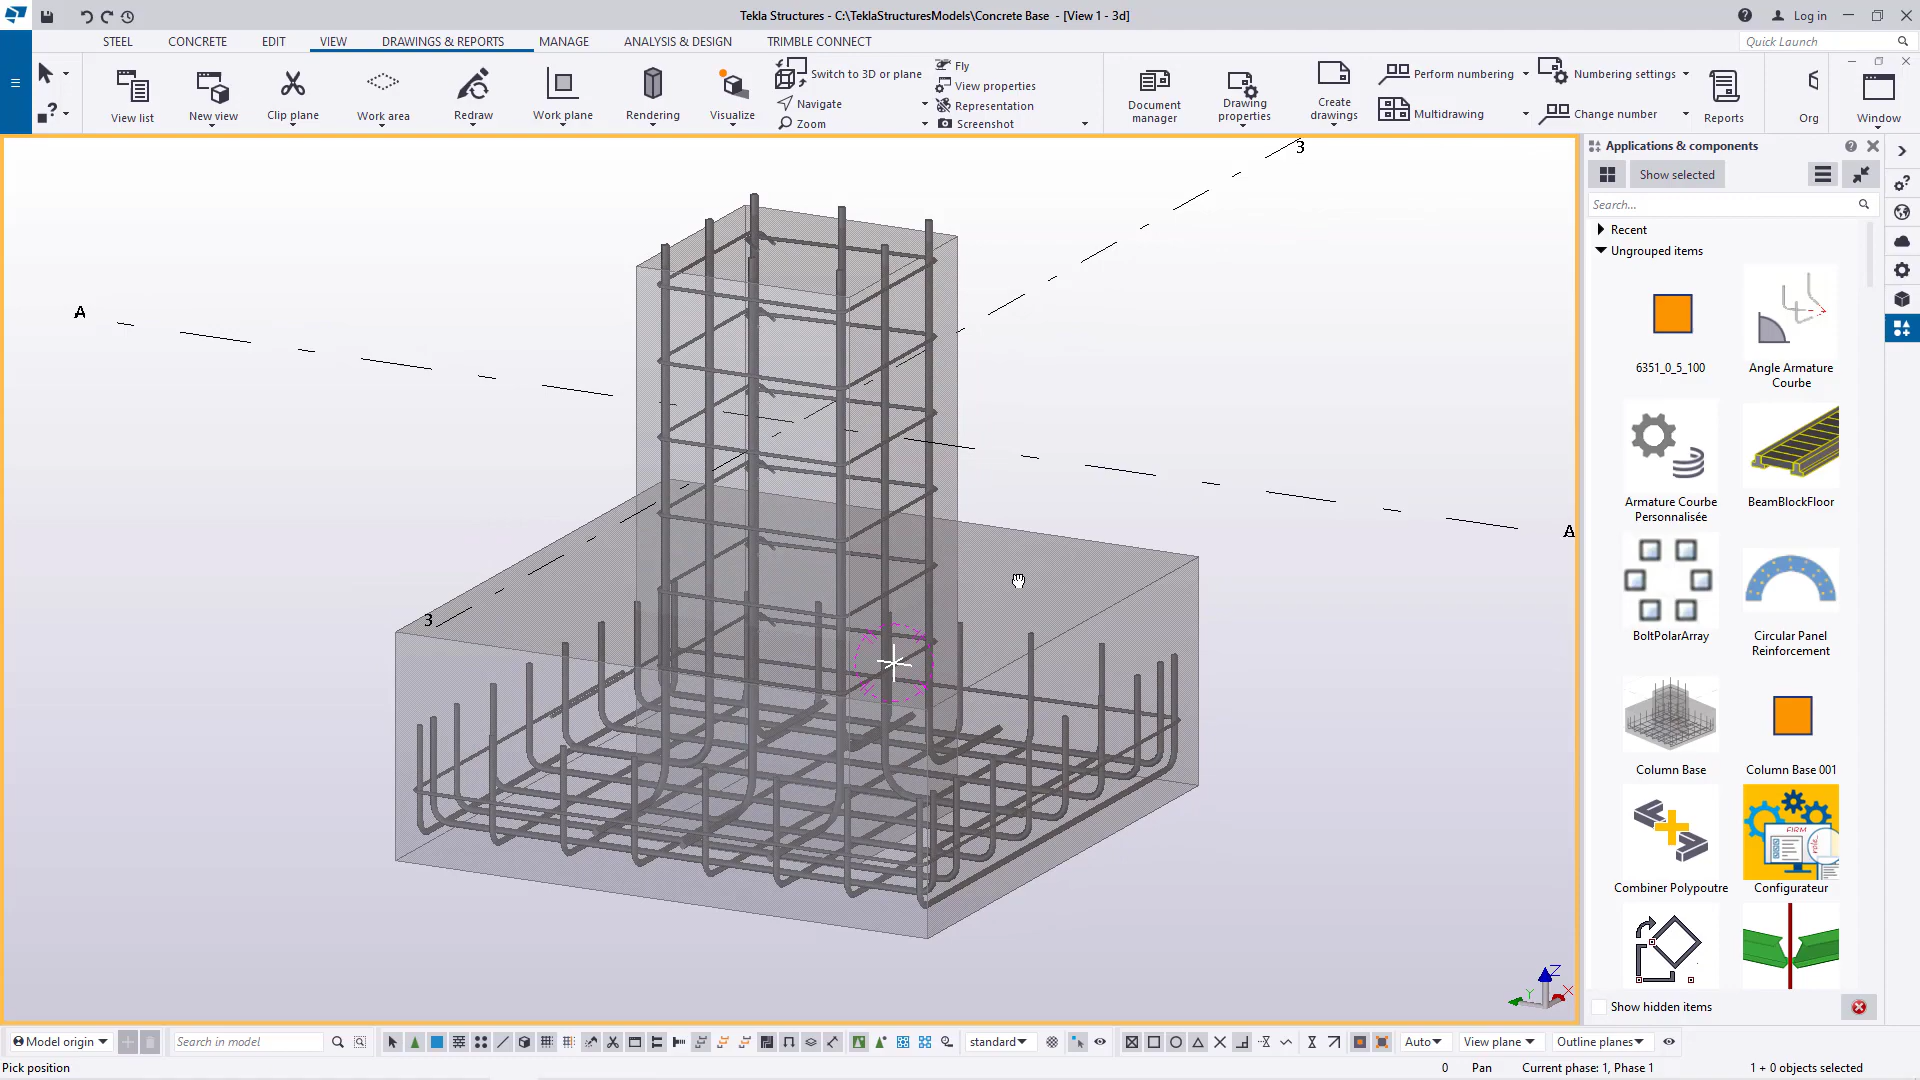 Tekla Structures - C:\TeklaStructuresModels\Concrete Base - [View 1 - 3d]
Log in
STEEL
CONCRETE
EDIT
VIEW
DRAWINGS & REPORTS
MANAGE
ANALYSIS & DESIGN
TRIMBLE CONNECT
Quick Launch
View list
New view
Clip plane
Work area
Redraw
Work plane
Rendering
Visualize
Switch to 3D or plane
Navigate
Zoom
Fly
View properties
Representation
Screenshot
Document manager
Drawing properties
Create drawings
Perform numbering
Multidrawing
Numbering settings
Change number
Reports
Org
Window
Applications & components
Show selected
Search...
Recent
Ungrouped items
6351_0_5_100
Angle Armature Courbe
Armature Courbe Personnalisée
BeamBlockFloor
BoltPolarArray
Circular Panel Reinforcement
Column Base
Column Base 001
Combiner Polypoutre
FIRM
Configurateur
Show hidden items
3
A
A
3
Z
Y
X
Model origin
Search in model
standard
Auto
View plane
Outline planes
Pick position
0
Pan
Current phase: 1, Phase 1
1 + 0 objects selected